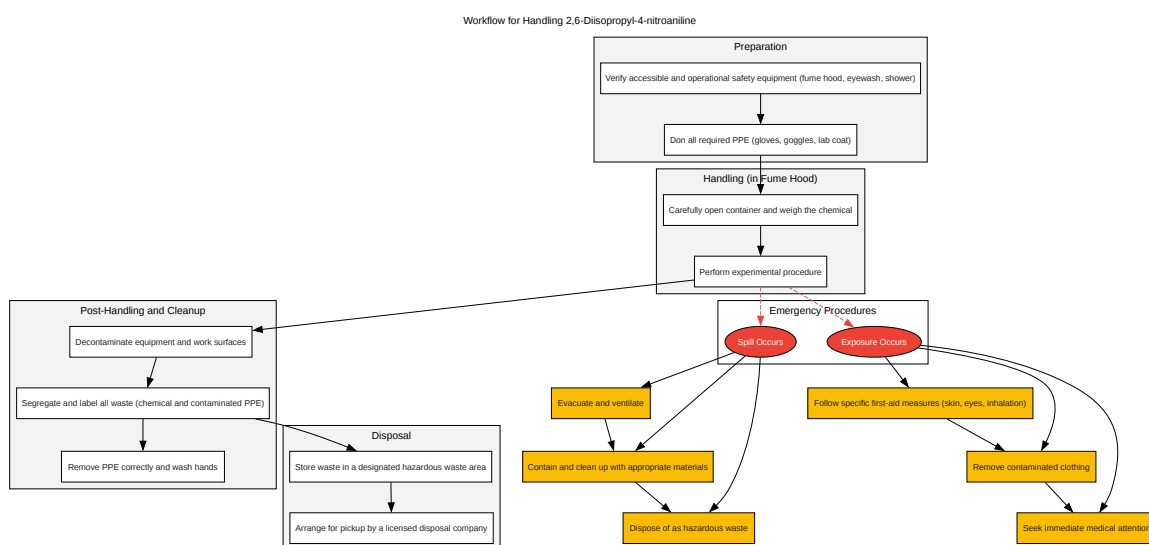 Workflow for Handling 2,6-Diisopropyl-4-nitroaniline
Preparation
Verify accessible and operational safety equipment (fume hood, eyewash, shower)
Don all required PPE (gloves, goggles, lab coat)
Handling (in Fume Hood)
Carefully open container and weigh the chemical
Perform experimental procedure
Post-Handling and Cleanup
Decontaminate equipment and work surfaces
Segregate and label all waste (chemical and contaminated PPE)
Remove PPE correctly and wash hands
Disposal
Store waste in a designated hazardous waste area
Arrange for pickup by a licensed disposal company
Emergency Procedures
Spill Occurs
Exposure Occurs
Evacuate and ventilate
Contain and clean up with appropriate materials
Dispose of as hazardous waste
Follow specific first-aid measures (skin, eyes, inhalation)
Remove contaminated clothing
Seek immediate medical attention